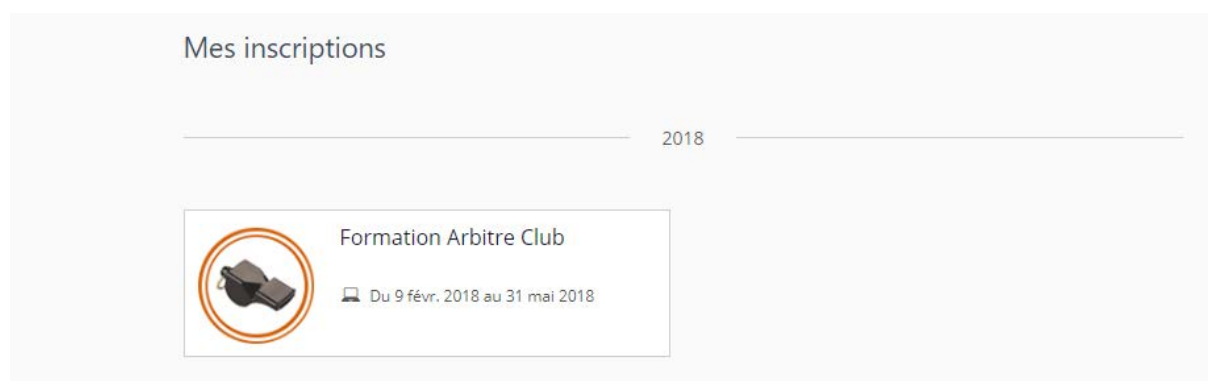 Mes inscriptions
2018
Formation Arbitre Club
Du 9 févr. 2018 au 31 mai 2018